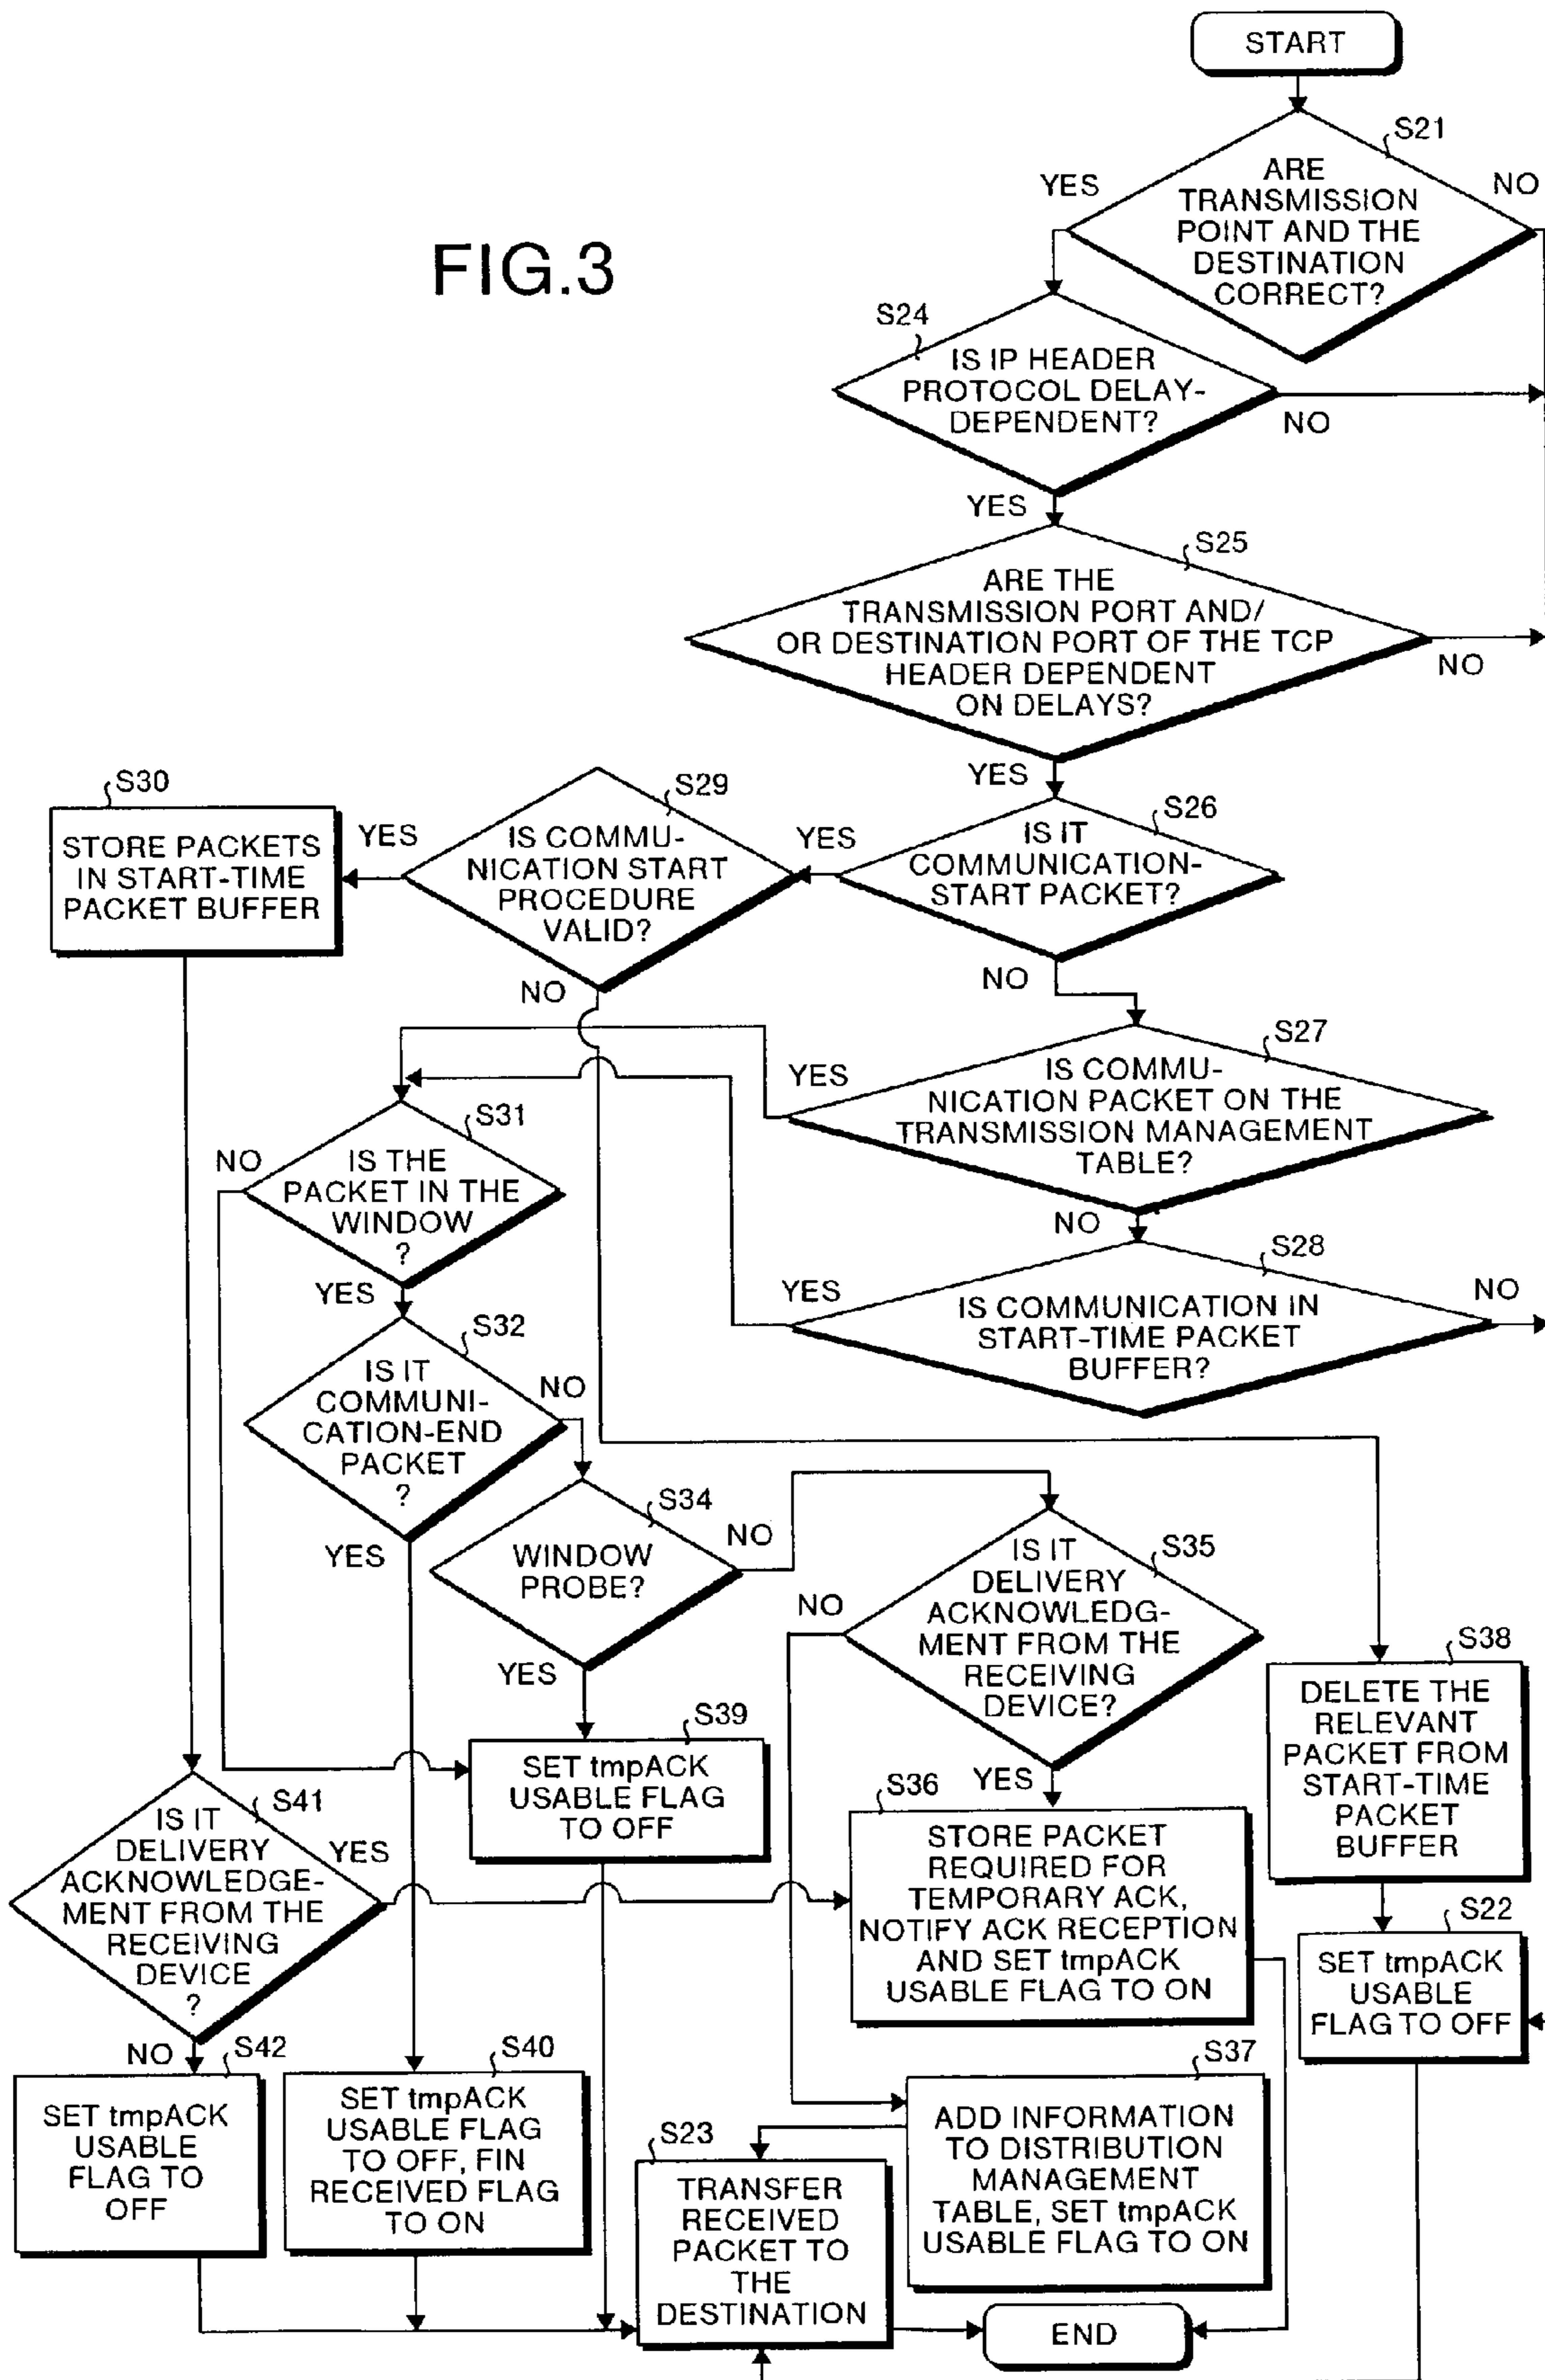 START
S21
ARE
TRANSMISSION
POINT AND THE
DESTINATION
CORRECT?
YES
NO
FIG.3
S24
IS IP HEADER
PROTOCOL DELAY-
DEPENDENT?
NO
YES
S25
ARE THE
TRANSMISSION PORT AND/
OR DESTINATION PORT OF THE TCP
HEADER DEPENDENT
ON DELAYS?
NO
YES
S26
IS IT
COMMUNICATION-
START PACKET?
YES
NO
S29
IS COMMU-
NICATION START
PROCEDURE
VALID?
YES
NO
S30
STORE PACKETS
IN START-TIME
PACKET BUFFER
S27
IS COMMU-
NICATION PACKET ON THE
TRANSMISSION MANAGEMENT
TABLE?
YES
NO
S28
IS COMMUNICATION IN
START-TIME PACKET
BUFFER?
YES
NO
S31
IS THE
PACKET IN THE
WINDOW
?
NO
YES
S32
IS IT
COMMUNI-
CATION-END
PACKET
?
NO
YES
S34
WINDOW
PROBE?
NO
YES
S35
IS IT
DELIVERY
ACKNOWLEDG-
MENT FROM THE
RECEIVING
DEVICE?
NO
YES
S38
DELETE THE
RELEVANT
PACKET FROM
START-TIME
PACKET
BUFFER
S39
SET tmpACK
USABLE FLAG
TO OFF
S41
IS IT
DELIVERY
ACKNOWLEDGE-
MENT FROM THE
RECEIVING
DEVICE
?
YES
NO
S36
STORE PACKET
REQUIRED FOR
TEMPORARY ACK,
NOTIFY ACK RECEPTION
AND SET tmpACK
USABLE FLAG TO ON
S22
SET tmpACK
USABLE
FLAG TO OFF
S42
SET tmpACK
USABLE
FLAG TO
OFF
S40
SET tmpACK
USABLE FLAG
TO OFF, FIN
RECEIVED FLAG
TO ON
S23
TRANSFER
RECEIVED
PACKET TO
THE
DESTINATION
S37
ADD INFORMATION
TO DISTRIBUTION
MANAGEMENT
TABLE, SET tmpACK
USABLE FLAG TO ON
END